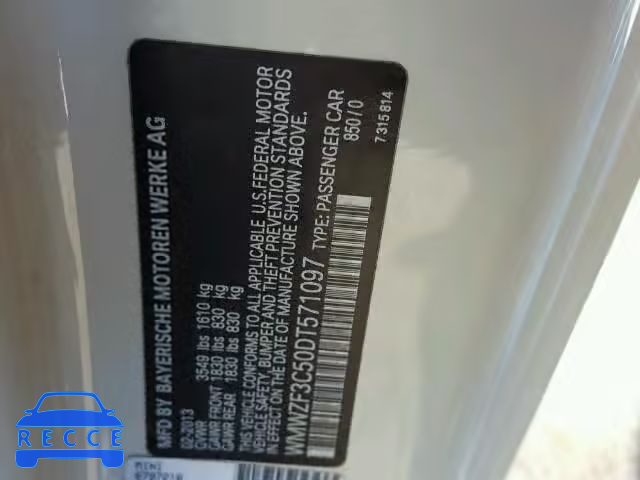 MFD BY BAYERISCHE MOTOREN WERKE AG
02-2013
GVWR 3549 lbs 1610 kg
GAWR FRONT 1830 lbs 830 kg
GAWR REAR 1830 lbs 830 kg
THIS VEHICLE CONFORMS TO ALL APPLICABLE U.S. FEDERAL MOTOR
VEHICLE SAFETY, BUMPER AND THEFT PREVENTION STANDARDS
IN EFFECT ON THE DATE OF MANUFACTURE SHOWN ABOVE.
WMWZF3C50DT571097 TYPE: PASSENGER CAR
850/0
7315814
MINI